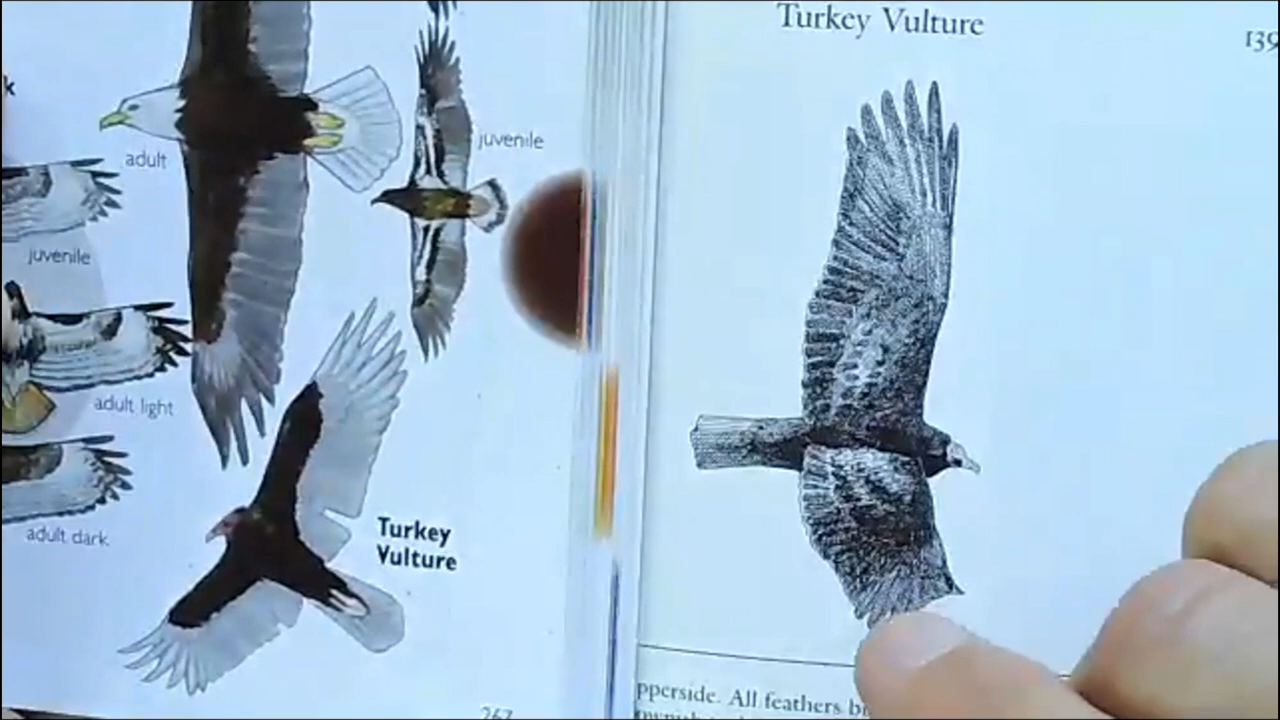 k
adult
juvenile
juvenile
adult light
adult dark
Turkey
Vulture
Turkey Vulture
139
pperside. All feathers b